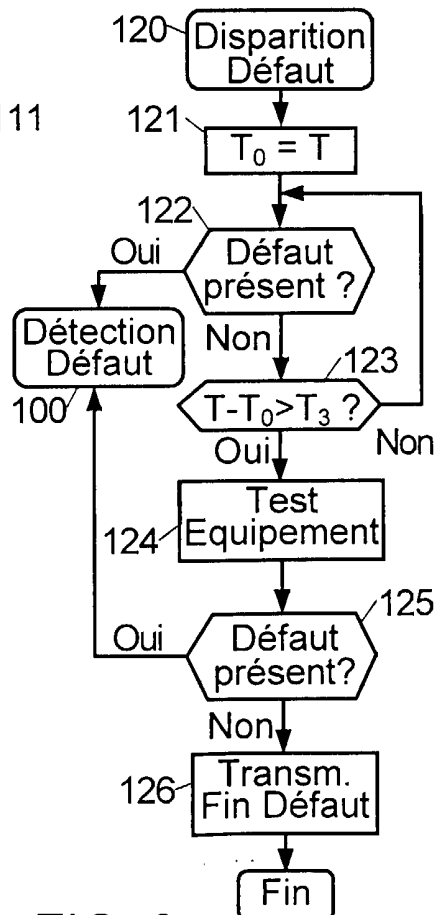 120
Disparition
Défaut
111
121
T₀ = T
122
Défaut
présent ?
Oui
Non
Détection
Défaut
100
123
T-T₀>T₃ ?
Non
Oui
Test
Equipement
124
125
Défaut
présent?
Oui
Non
Transm.
Fin Défaut
126
Fin